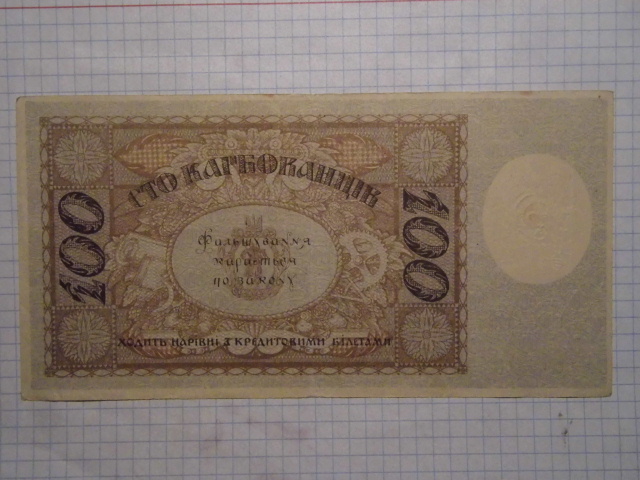 СТО КАРБОВАНЦІВ
100
100
Фальшування
карається
по закону
ХОДИТЬ НАРІВНІ З КРЕДИТОВИМИ БІЛЕТАМИ